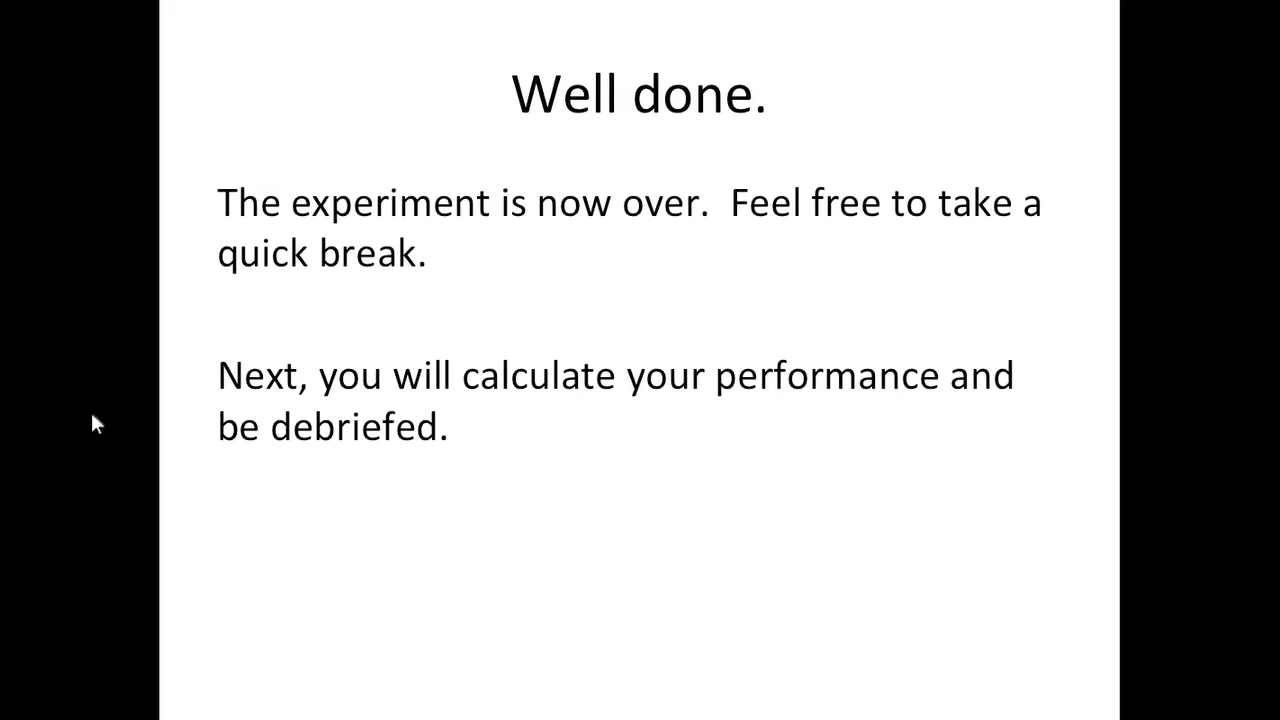 Well done.
The experiment is now over.  Feel free to take a
quick break.
Next, you will calculate your performance and
be debriefed.